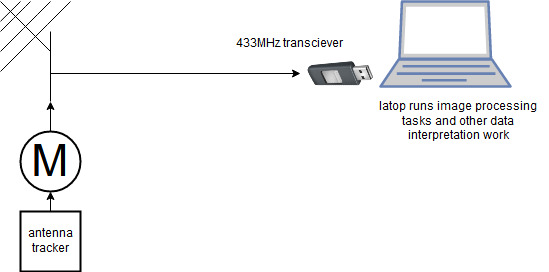 433MHz transciever
latop runs image processing
tasks and other data
interpretation work
M
antenna
tracker